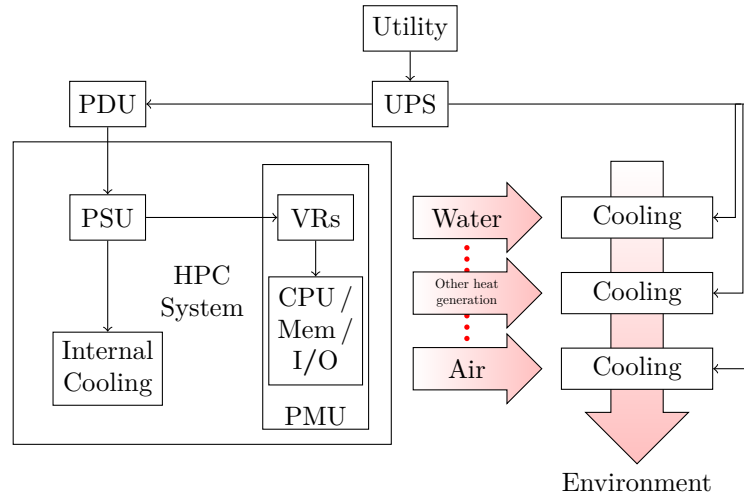 Utility
PDU
UPS
PSU
VRs
HPC
System
CPU /
Mem /
I/O
Internal
Cooling
PMU
Water
Other heat
generation
Air
Cooling
Cooling
Cooling
Environment